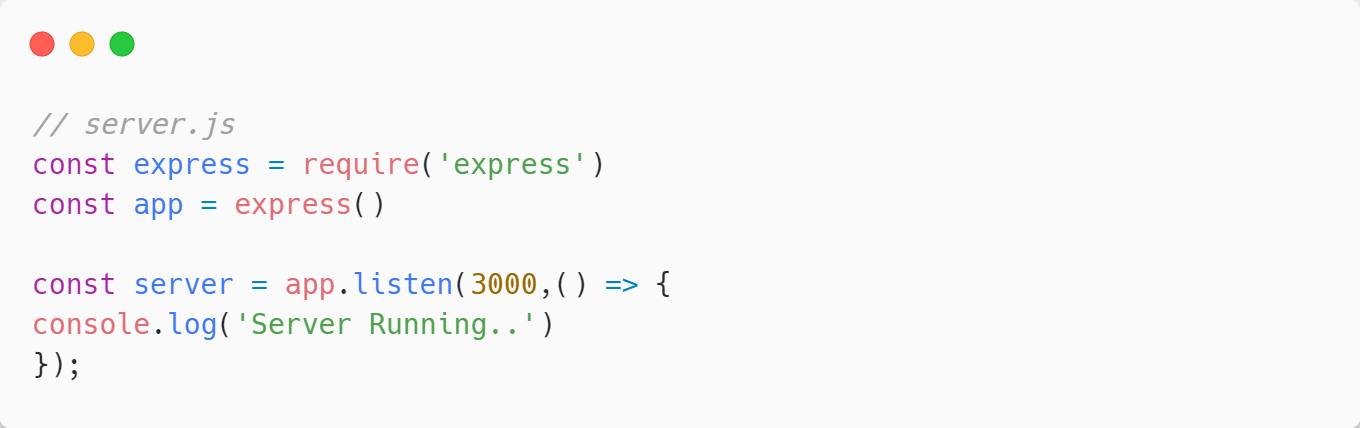 // server.js
const express = require('express')
const app = express()
const server = app.listen(3000,() => {
console.log('Server Running..')
});